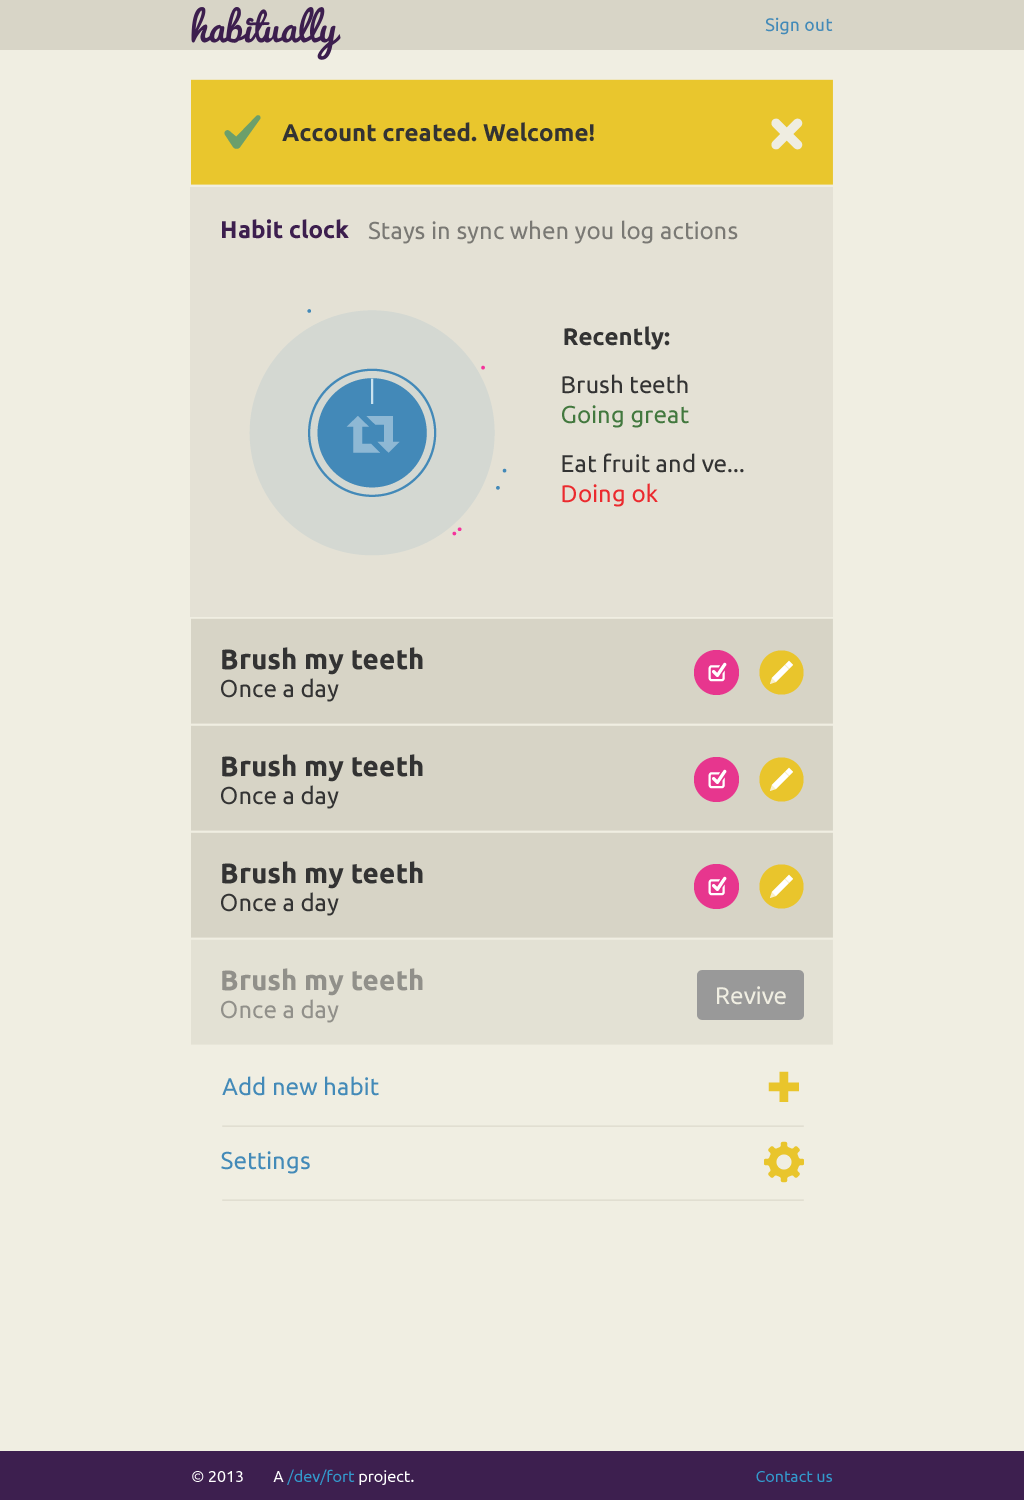 habitually
Sign out
Account created. Welcome!
Habit clock Stays in sync when you log actions
Recently:
Brush teeth
Going great
Eat fruit and ve...
Doing ok
Brush my teeth
Once a day
Brush my teeth
Once a day
Brush my teeth
Once a day
Brush my teeth
Once a day
Revive
Add new habit
Settings
© 2013 A /dev/fort project. Contact us